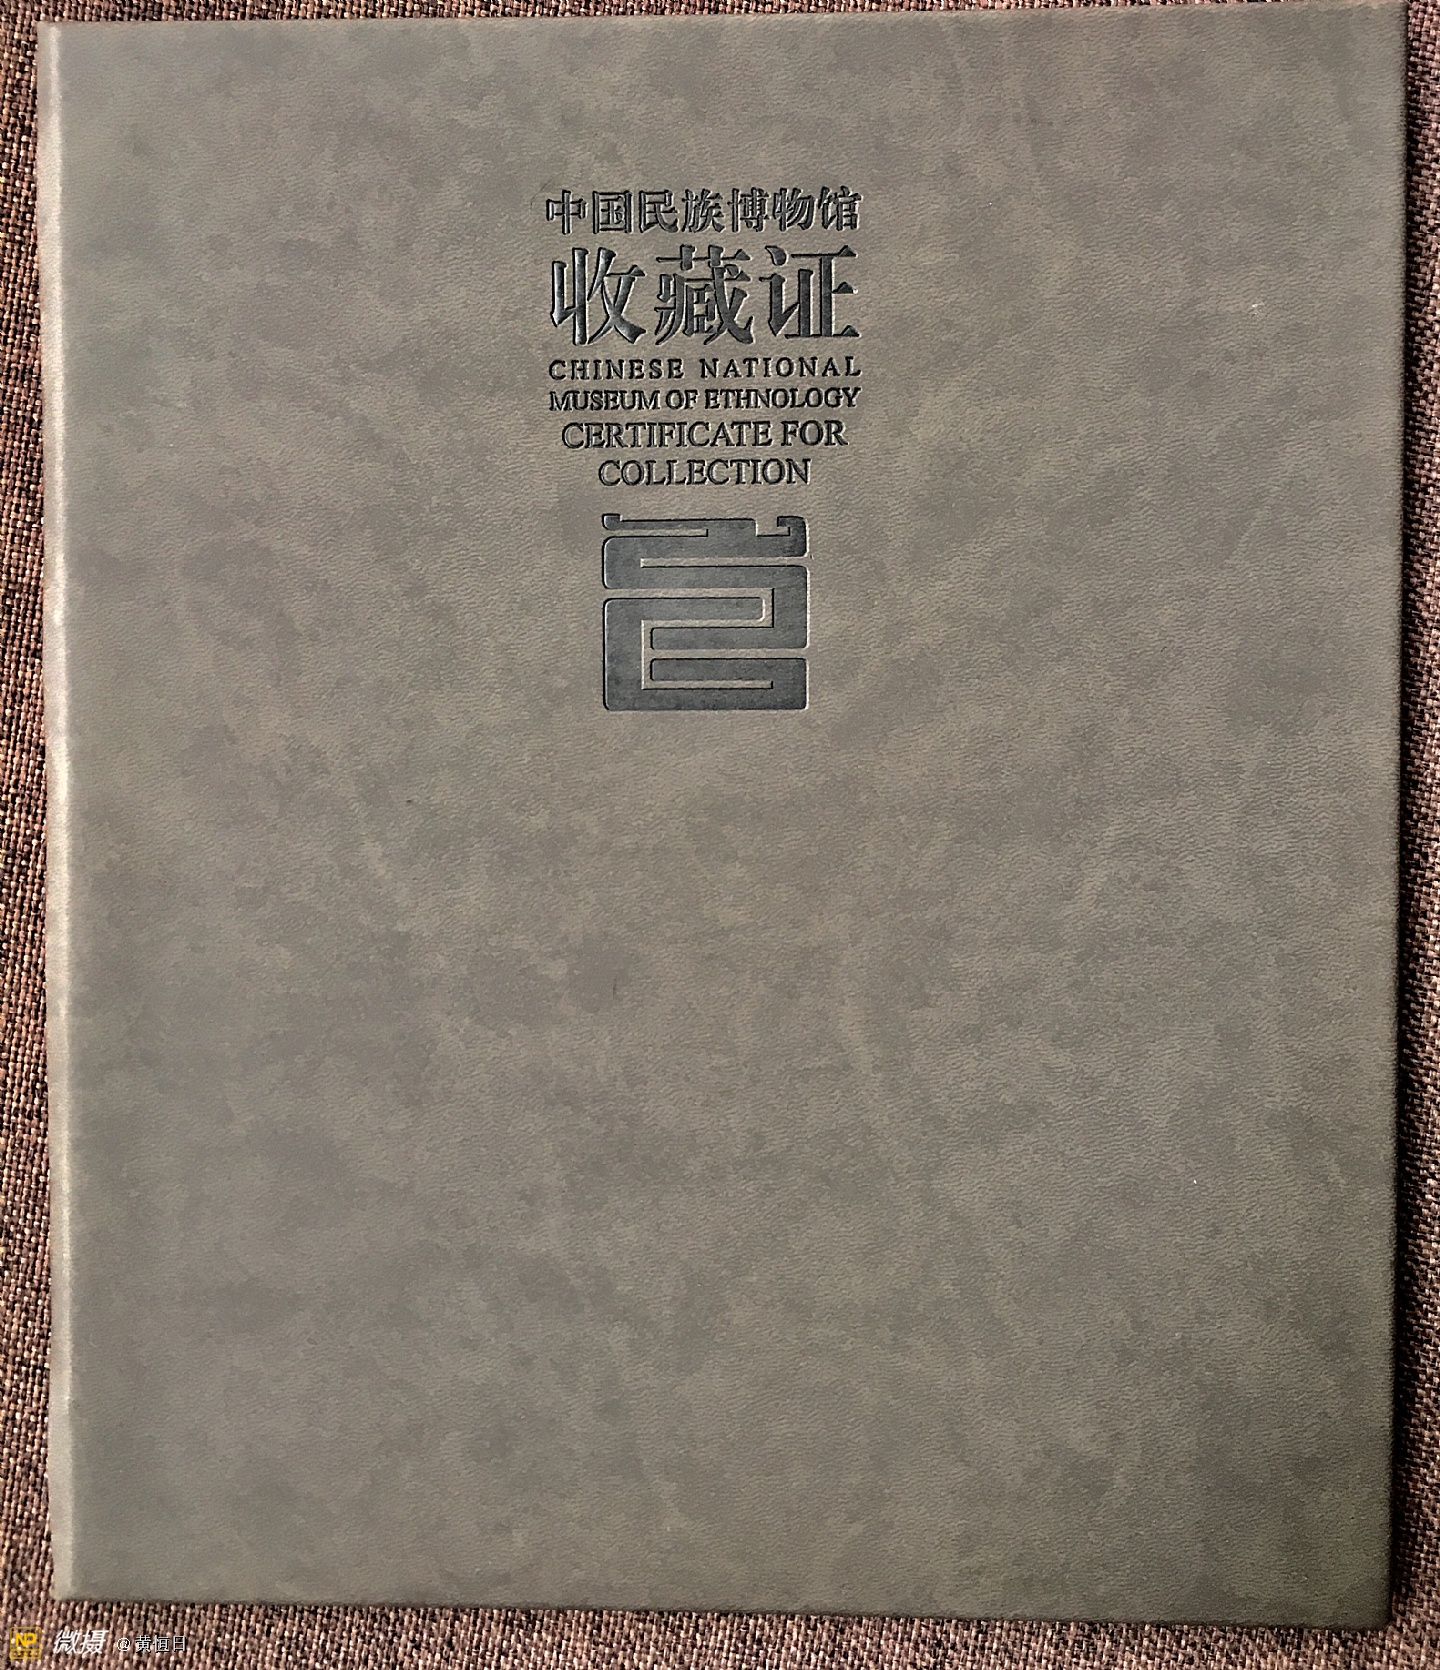 中国民族博物馆
收藏证
CHINESE NATIONAL
MUSEUM OF ETHNOLOGY
CERTIFICATE FOR
COLLECTION
NP 微摄 @黄恒日